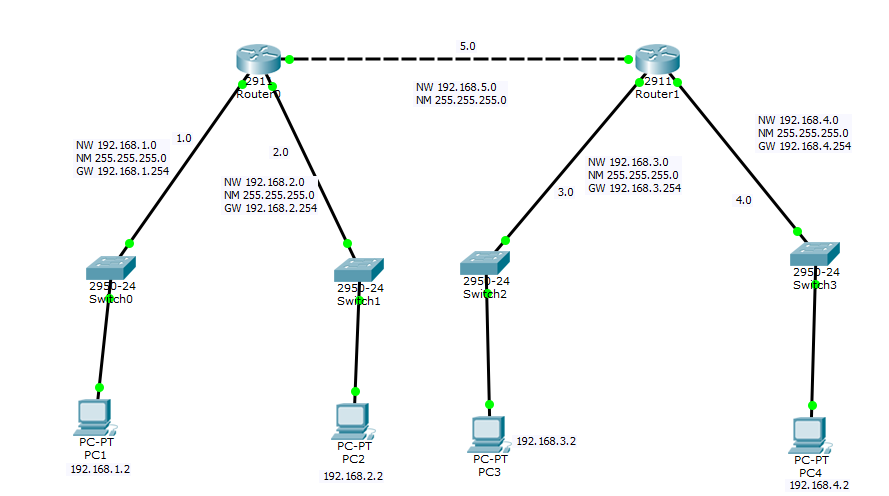 5.0
2911
Router0
2911
Router1
NW 192.168.5.0
NM 255.255.255.0
NW 192.168.4.0
NM 255.255.255.0
GW 192.168.4.254
1.0
NW 192.168.1.0
NM 255.255.255.0
GW 192.168.1.254
2.0
NW 192.168.2.0
NM 255.255.255.0
GW 192.168.2.254
NW 192.168.3.0
NM 255.255.255.0
GW 192.168.3.254
3.0
4.0
2950-24
Switch0
2950-24
Switch1
2950-24
Switch2
2950-24
Switch3
PC-PT
PC1
192.168.1.2
PC-PT
PC2
192.168.2.2
PC-PT
PC3
192.168.3.2
PC-PT
PC4
192.168.4.2